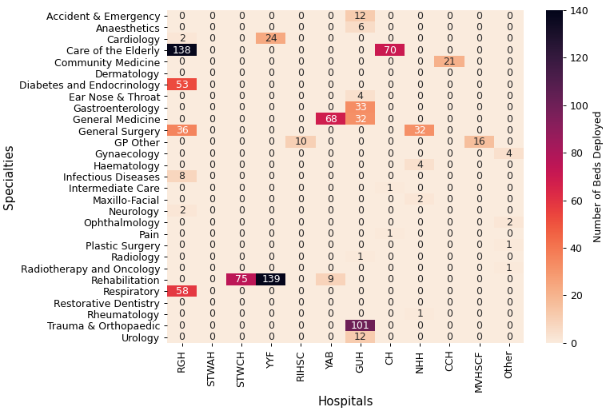 Accident & Emergency 0 0 0 0 0 0 12 0 0 0 0 0
Anaesthetics 0 0 0 0 0 0 6 0 0 0 0 0
Cardiology 2 0 0 24 0 0 0 0 0 0 0 0
Care of the Elderly 138 0 0 0 0 0 0 70 0 0 0 0
Community Medicine 0 0 0 0 0 0 0 0 0 21 0 0
Dermatology 0 0 0 0 0 0 0 0 0 0 0 0
Diabetes and Endocrinology 53 0 0 0 0 0 0 0 0 0 0 0
Ear Nose & Throat 0 0 0 0 0 0 4 0 0 0 0 0
Gastroenterology 0 0 0 0 0 0 33 0 0 0 0 0
General Medicine 0 0 0 0 0 68 32 0 0 0 0 0
General Surgery 36 0 0 0 0 0 0 0 32 0 0 0
GP Other 0 0 0 0 10 0 0 0 0 0 16 0
Gynaecology 0 0 0 0 0 0 0 0 0 0 0 4
Haematology 0 0 0 0 0 0 0 0 4 0 0 0
Infectious Diseases 8 0 0 0 0 0 0 0 0 0 0 0
Intermediate Care 0 0 0 0 0 0 0 1 0 0 0 0
Maxillo-Facial 0 0 0 0 0 0 0 0 2 0 0 0
Neurology 2 0 0 0 0 0 0 0 0 0 0 0
Ophthalmology 0 0 0 0 0 0 0 0 0 0 0 2
Pain 0 0 0 0 0 0 0 1 0 0 0 0
Plastic Surgery 0 0 0 0 0 0 0 0 0 0 0 1
Radiology 0 0 0 0 0 0 1 0 0 0 0 0
Radiotherapy and Oncology 0 0 0 0 0 0 0 0 0 0 0 1
Rehabilitation 0 75 139 0 9 0 0 0 0 0 0
Respiratory 58 0 0 0 0 0 0 0 0 0 0 0
Restorative Dentistry 0 0 0 0 0 0 0 0 0 0 0 0
Rheumatology 0 0 0 0 0 0 0 0 1 0 0 0
Trauma & Orthopaedic 0 0 0 0 0 0 101 0 0 0 0 0
Urology 0 0 0 0 0 0 12 0 0 0 0 0
RGH STWAH STWCH YYF RIHSC YAB GUH CH NHH CCH MVHSCF Other
Hospitals
Specialties
140
120
100
80
60
40
20
0
Number of Beds Deployed